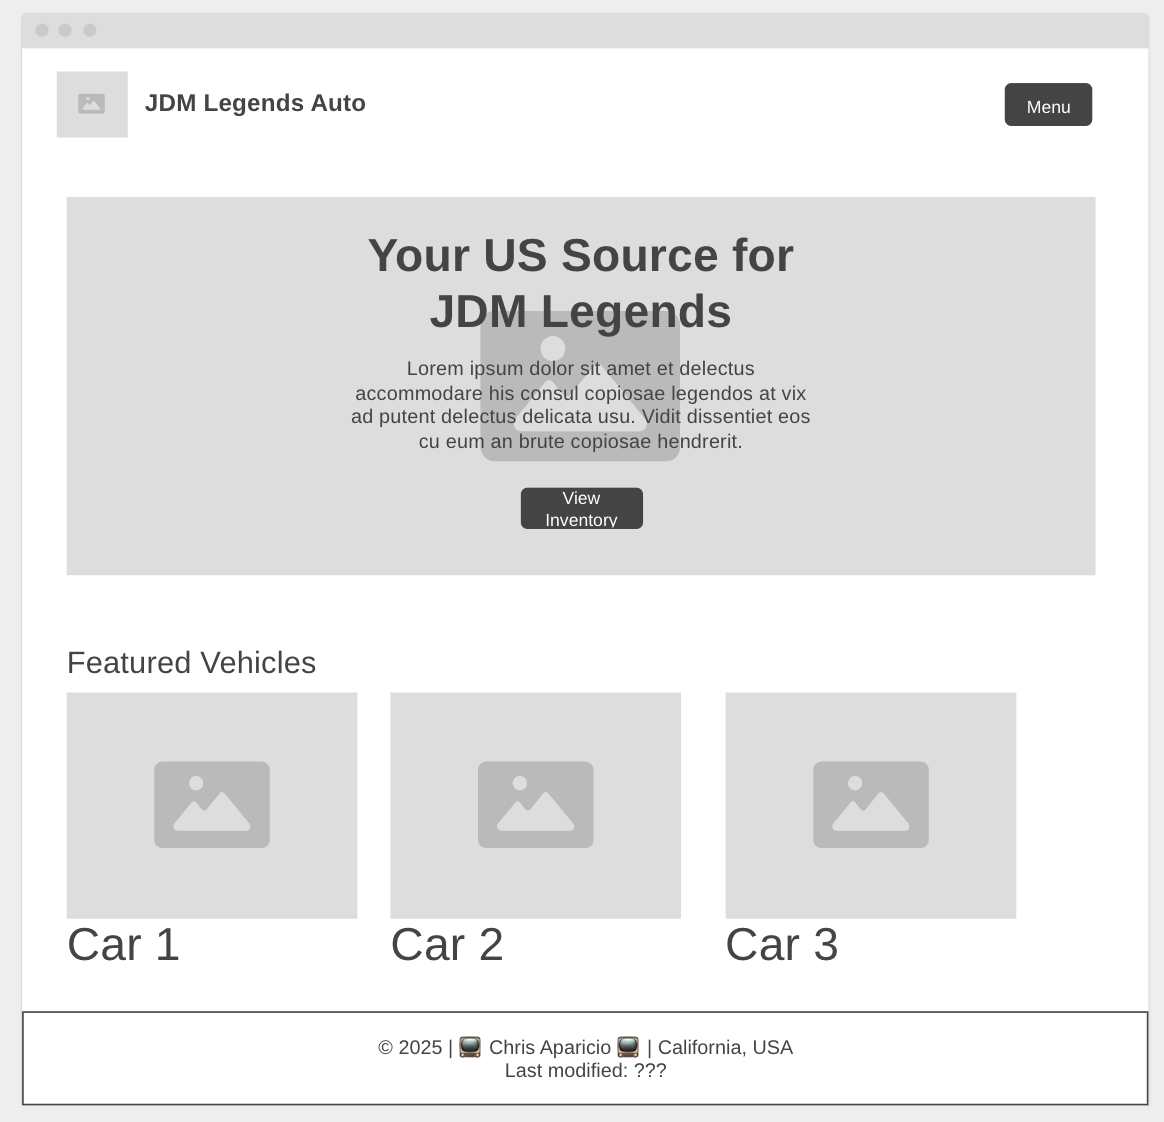 JDM Legends Auto
Menu
Your US Source for
JDM Legends
Lorem ipsum dolor sit amet et delectus
accommodare his consul copiosae legendos at vix
ad putent delectus delicata usu. Vidit dissentiet eos
cu eum an brute copiosae hendrerit.
View
Inventory
Featured Vehicles
Car 1
Car 2
Car 3
© 2025 | 📺 Chris Aparicio 📺 | California, USA
Last modified: ???